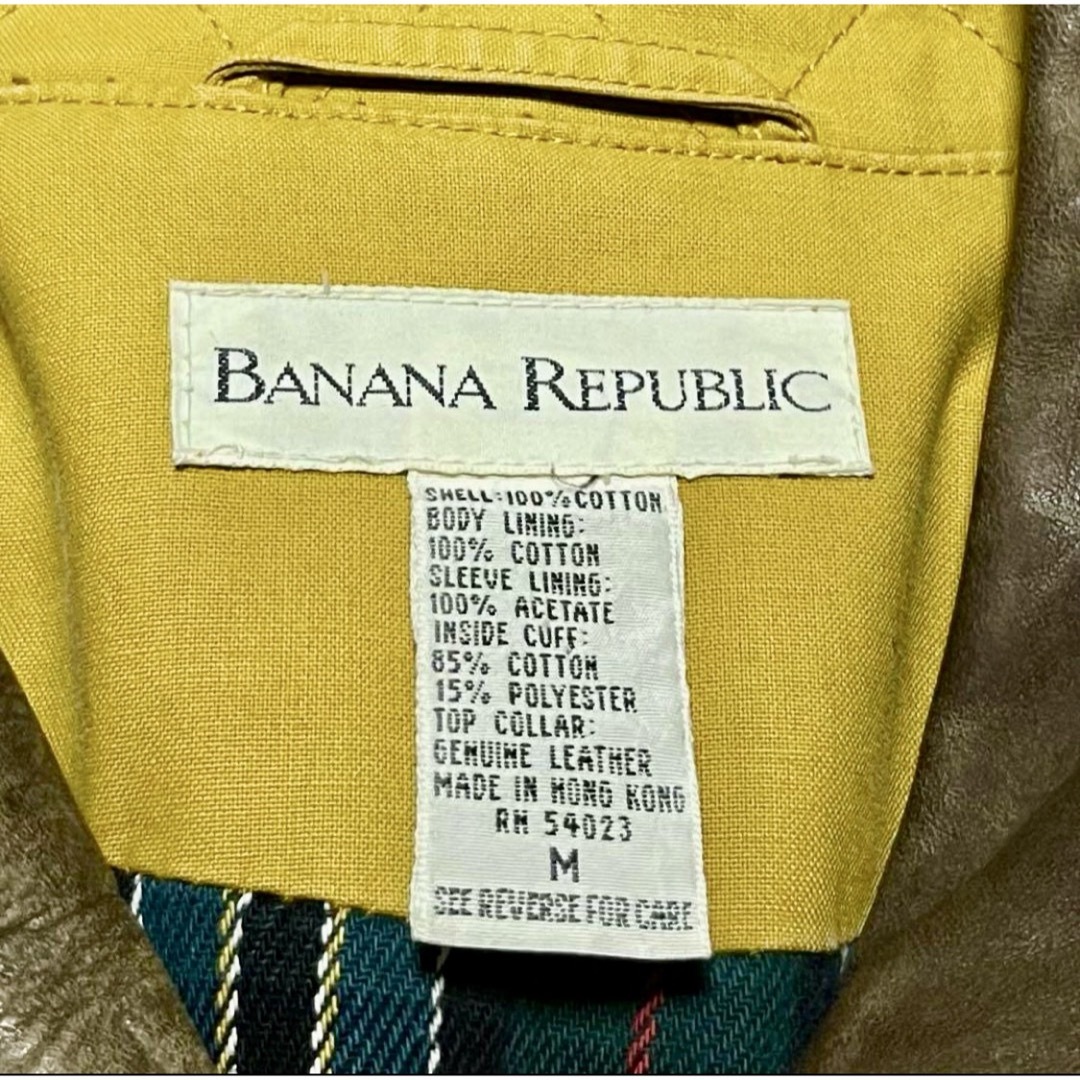 BANANA REPUBLIC
SHELL:100% COTTON
BODY LINING:
100% COTTON
SLEEVE LINING:
100% ACETATE
INSIDE CUFF:
85% COTTON
15% POLYESTER
TOP COLLAR:
GENUINE LEATHER
MADE IN HONG KONG
RN 54023
M
SEE REVERSE FOR CARE